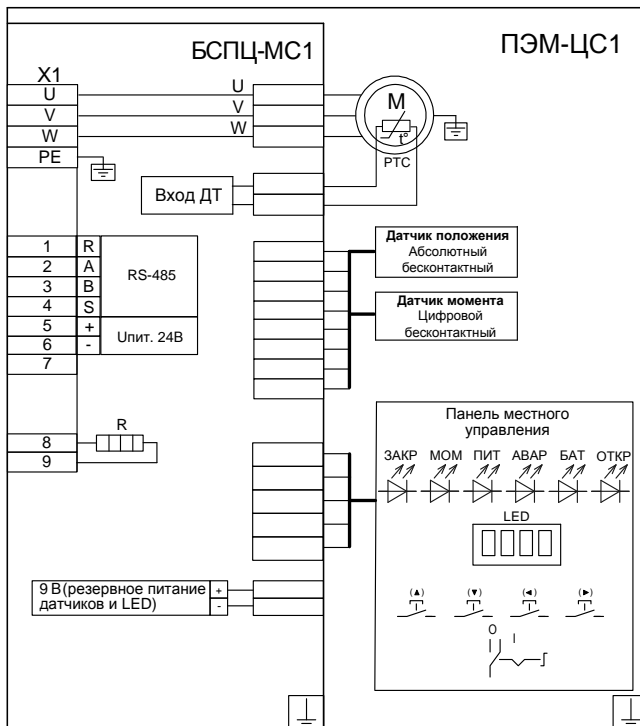 БСПЦ-МС1
ПЭМ-ЦС1
X1
U
V
W
PE
U
V
W
M
t°
PTC
Вход ДТ
1 R
2 A
3 B
4 S
RS-485
5 +
6 -
Uпит. 24В
7
8
9
R
Датчик положения
Абсолютный
бесконтактный
Датчик момента
Цифровой
бесконтактный
Панель местного
управления
ЗАКР МОМ ПИТ АВАР БАТ ОТКР
LED
(▲) (▼) (◄) (►)
O I
9 В (резервное питание
датчиков и LED)
+
-